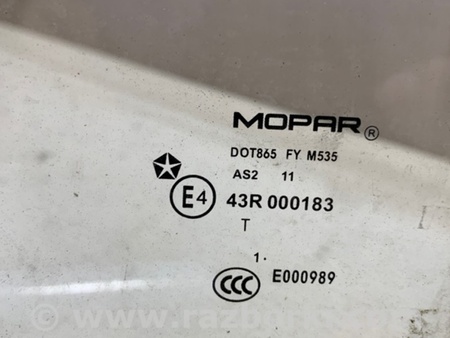 MOPAR®
DOT865 FY M535
AS2 11
E4 43R 000183
T
1.
CCC E000989